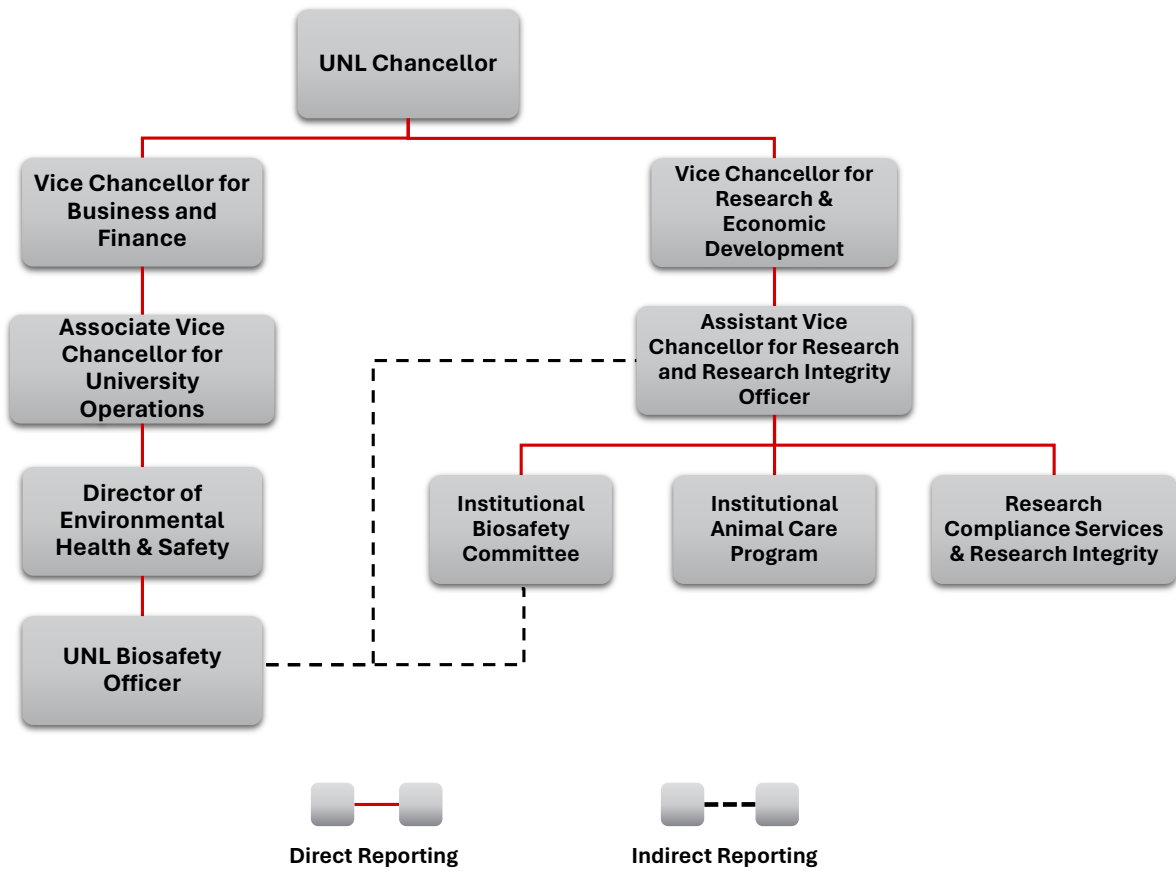 UNL Chancellor
Vice Chancellor for
Business and
Finance
Vice Chancellor for
Research &
Economic
Development
Associate Vice
Chancellor for
University
Operations
Assistant Vice
Chancellor for Research
and Research Integrity
Officer
Director of
Environmental
Health & Safety
Institutional
Biosafety
Committee
Institutional
Animal Care
Program
Research
Compliance Services
& Research Integrity
UNL Biosafety
Officer
Direct Reporting
Indirect Reporting